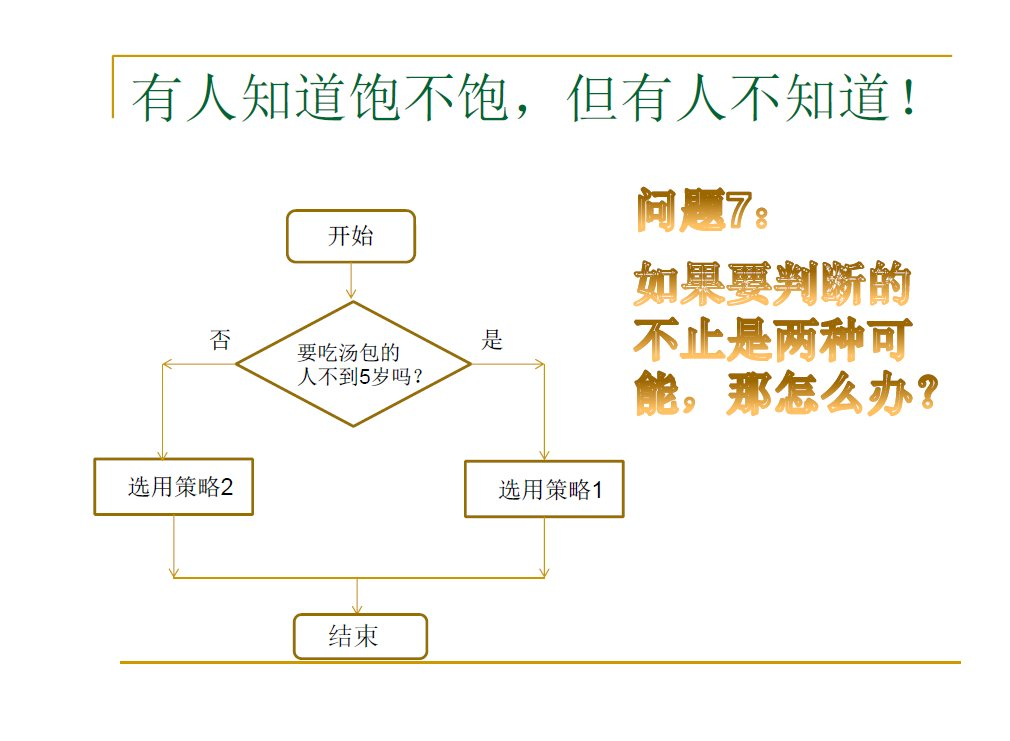 有人知道饱不饱，但有人不知道！
问题7：
如果要判断的
不止是两种可
能，那怎么办？
开始
否
是
要吃汤包的
人不到5岁吗？
选用策略2
选用策略1
结束